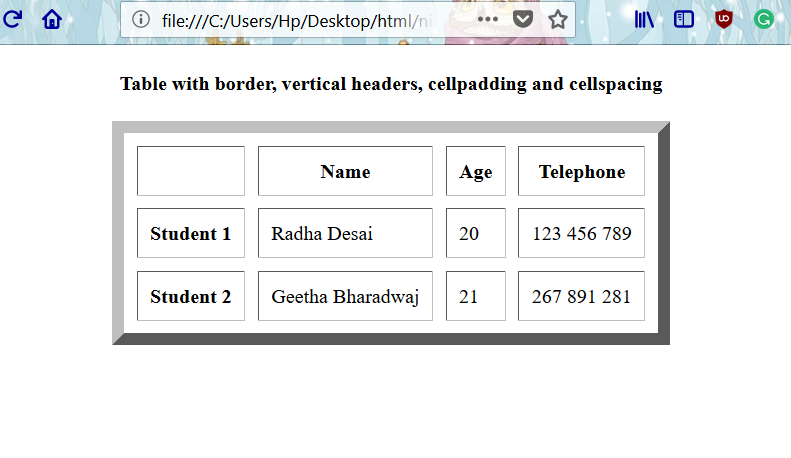 file:///C:/Users/Hp/Desktop/html/ni
Table with border, vertical headers, cellpadding and cellspacing
Name Age Telephone
Student 1 Radha Desai 20 123 456 789
Student 2 Geetha Bharadwaj 21 267 891 281